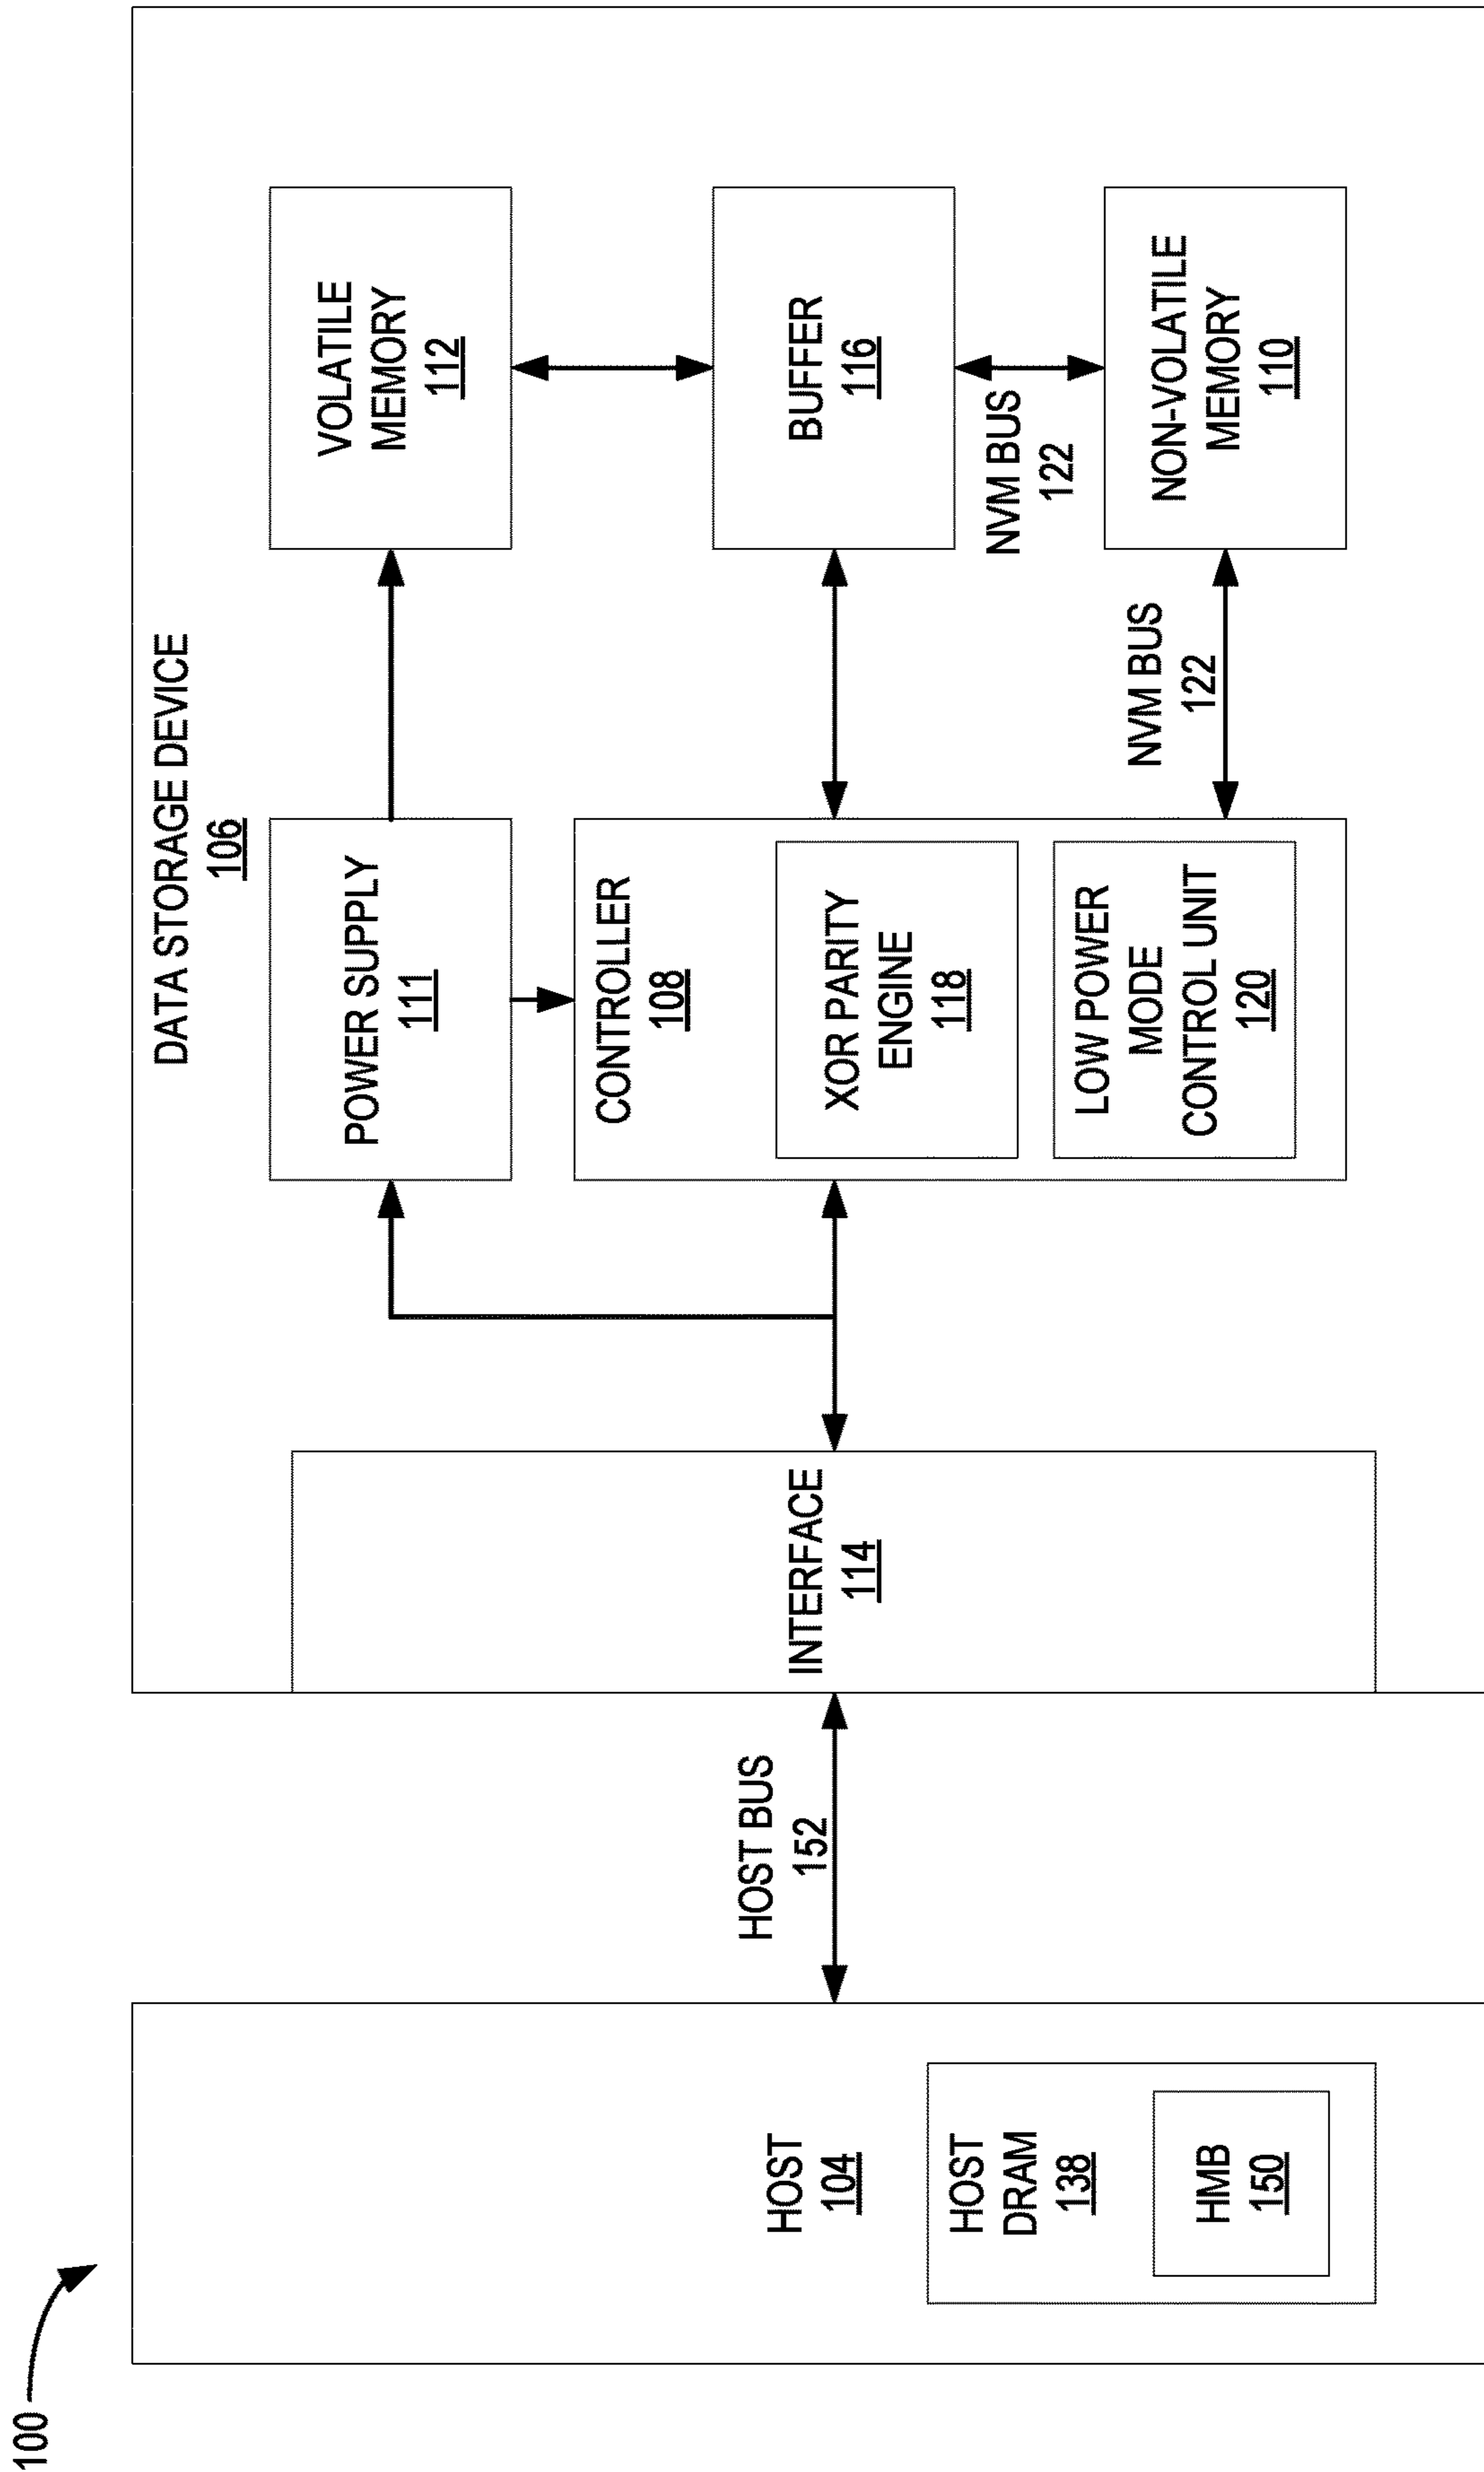 100
HOST
104
HOST
DRAM
138
HMB
150
HOST BUS
152
DATA STORAGE DEVICE
106
INTERFACE
114
POWER SUPPLY
111
CONTROLLER
108
XOR PARITY
ENGINE
118
LOW POWER
MODE
CONTROL UNIT
120
VOLATILE
MEMORY
112
BUFFER
116
NVM BUS
122
NVM BUS
122
NON-VOLATILE
MEMORY
110